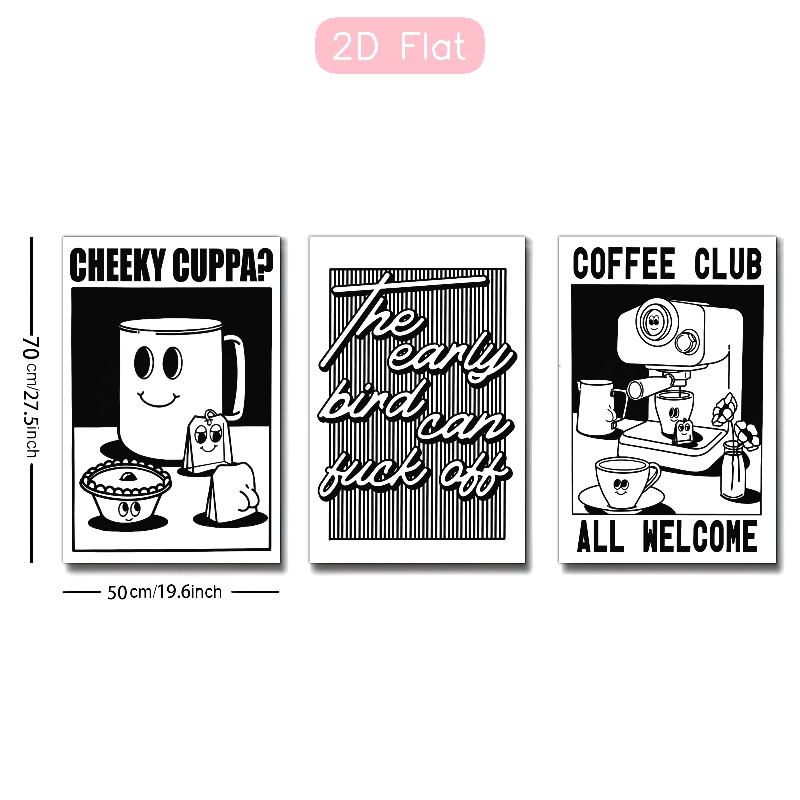 2D Flat
CHEEKY CUPPA?
The
early
bird can
fuck off
COFFEE CLUB
ALL WELCOME
70cm/27.5inch
50cm/19.6inch